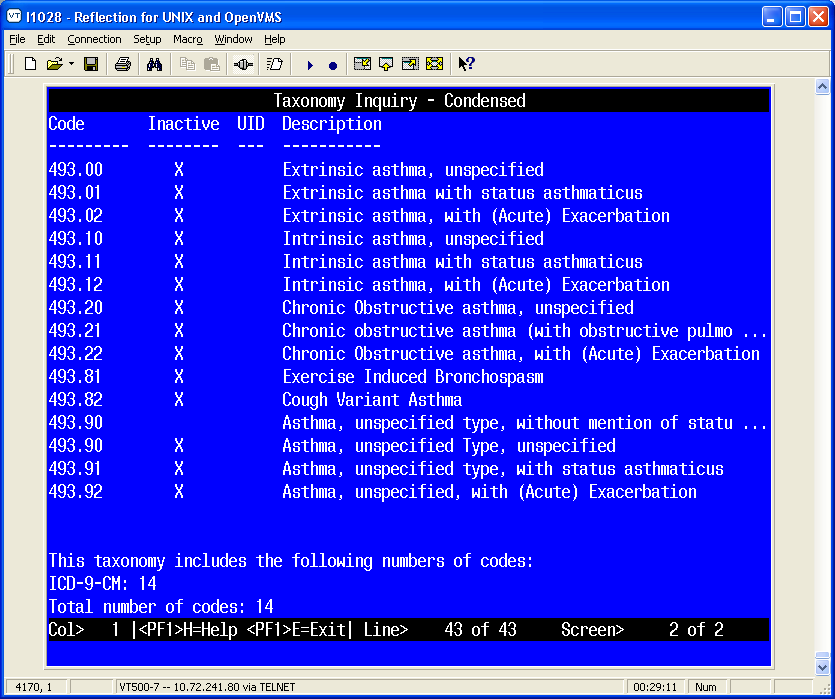 I1028 - Reflection for UNIX and OpenVMS
File Edit Connection Setup Macro Window Help
Taxonomy Inquiry - Condensed
Code Inactive UID Description
--------- -------- --- -----------
493.00 X Extrinsic asthma, unspecified
493.01 X Extrinsic asthma with status asthmaticus
493.02 X Extrinsic asthma, with (Acute) Exacerbation
493.10 X Intrinsic asthma, unspecified
493.11 X Intrinsic asthma with status asthmaticus
493.12 X Intrinsic asthma, with (Acute) Exacerbation
493.20 X Chronic Obstructive asthma, unspecified
493.21 X Chronic obstructive asthma (with obstructive pulmo ...
493.22 X Chronic Obstructive asthma, with (Acute) Exacerbation
493.81 X Exercise Induced Bronchospasm
493.82 X Cough Variant Asthma
493.90 Asthma, unspecified type, without mention of statu ...
493.90 X Asthma, unspecified Type, unspecified
493.91 X Asthma, unspecified type, with status asthmaticus
493.92 X Asthma, unspecified, with (Acute) Exacerbation
This taxonomy includes the following numbers of codes:
ICD-9-CM: 14
Total number of codes: 14
Col> 1 |<PF1>H=Help <PF1>E=Exit| Line> 43 of 43 Screen> 2 of 2
4170, 1 VT500-7 -- 10.72.241.80 via TELNET 00:29:11 Num